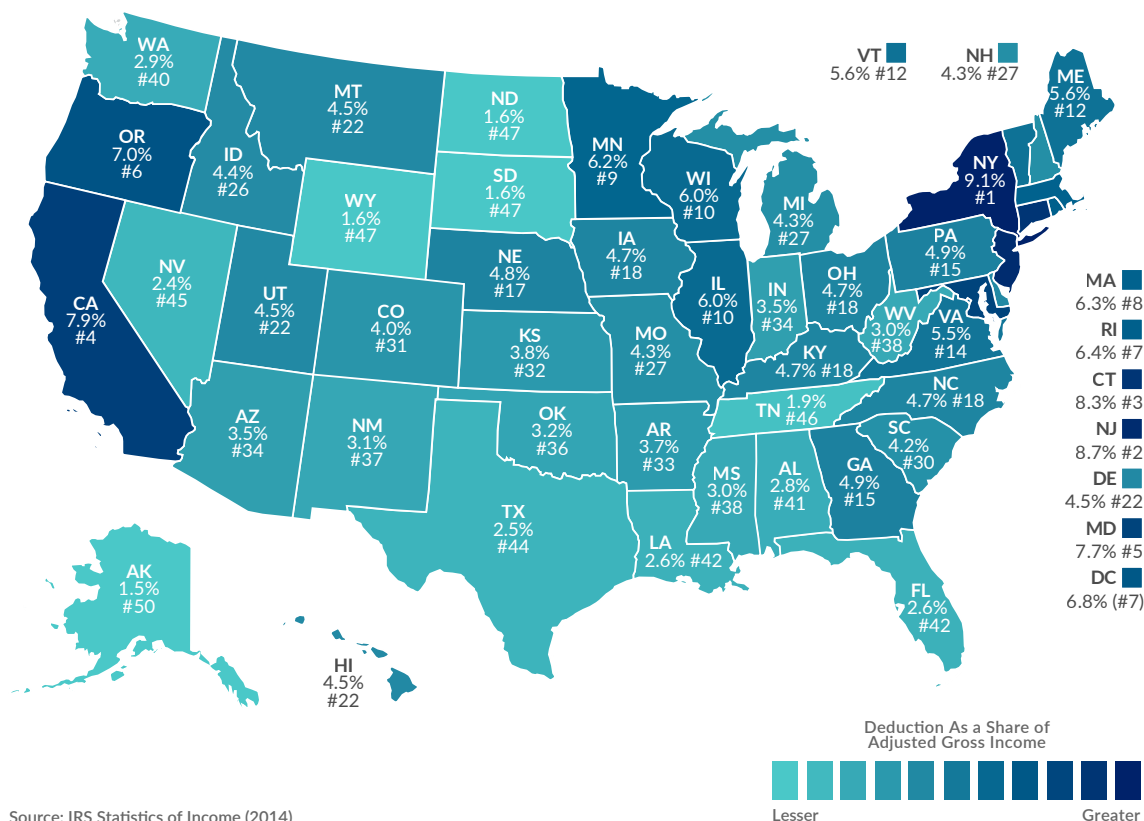 WA
2.9%
#40
MT
4.5%
#22
ND
1.6%
#47
VT
5.6% #12
NH
4.3% #27
ME
5.6%
#12
OR
7.0%
#6
ID
4.4%
#26
MN
6.2%
#9
NY
9.1%
#1
WY
1.6%
#47
SD
1.6%
#47
WI
6.0%
#10
MI
4.3%
#27
NV
2.4%
#45
NE
4.8%
#17
IA
4.7%
#18
PA
4.9%
#15
CA
7.9%
#4
UT
4.5%
#22
CO
4.0%
#31
IL
6.0%
#10
IN
3.5%
#34
OH
4.7%
#18
WV
3.0%
#38
VA
5.5%
#14
MA
6.3% #8
KS
3.8%
#32
MO
4.3%
#27
KY
4.7% #18
RI
6.4% #7
AZ
3.5%
#34
NM
3.1%
#37
OK
3.2%
#36
AR
3.7%
#33
TN 1.9%
#46
NC
4.7% #18
CT
8.3% #3
SC
4.2%
#30
NJ
8.7% #2
MS
3.0%
#38
AL
2.8%
#41
GA
4.9%
#15
DE
4.5% #22
TX
2.5%
#44
LA
2.6% #42
MD
7.7% #5
AK
1.5%
#50
FL
2.6%
#42
DC
6.8% (#7)
HI
4.5%
#22
Deduction As a Share of
Adjusted Gross Income
Lesser
Greater
Source: IRS Statistics of Income (2014)